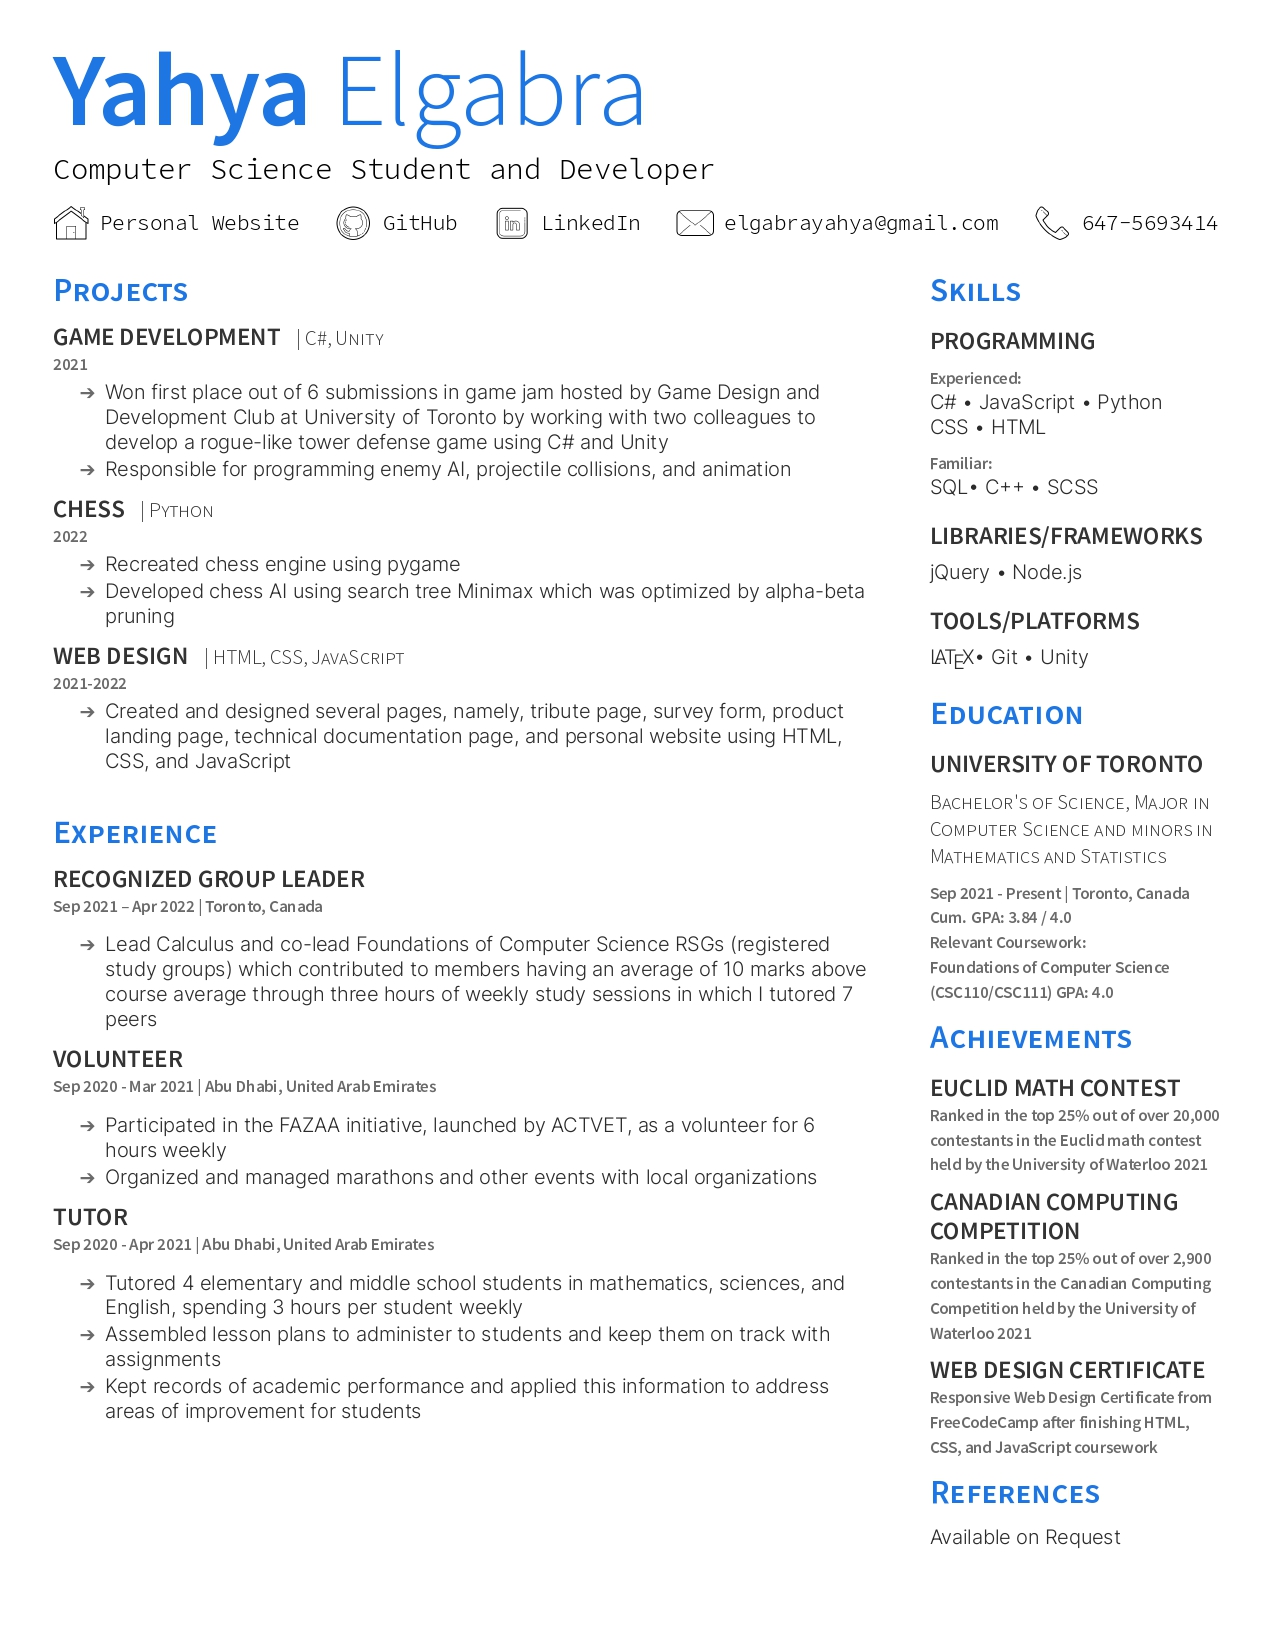 Yahya Elgabra
Computer Science Student and Developer
Personal Website GitHub LinkedIn elgabrayahya@gmail.com 647-5693414
PROJECTS
GAME DEVELOPMENT | C#, UNITY
2021
➔ Won first place out of 6 submissions in game jam hosted by Game Design and
Development Club at University of Toronto by working with two colleagues to
develop a rogue-like tower defense game using C# and Unity
➔ Responsible for programming enemy AI, projectile collisions, and animation
CHESS | PYTHON
2022
➔ Recreated chess engine using pygame
➔ Developed chess AI using search tree Minimax which was optimized by alpha-beta
pruning
WEB DESIGN | HTML, CSS, JAVASCRIPT
2021-2022
➔ Created and designed several pages, namely, tribute page, survey form, product
landing page, technical documentation page, and personal website using HTML,
CSS, and JavaScript
EXPERIENCE
RECOGNIZED GROUP LEADER
Sep 2021 – Apr 2022 | Toronto, Canada
➔ Lead Calculus and co-lead Foundations of Computer Science RSGs (registered
study groups) which contributed to members having an average of 10 marks above
course average through three hours of weekly study sessions in which I tutored 7
peers
VOLUNTEER
Sep 2020 - Mar 2021 | Abu Dhabi, United Arab Emirates
➔ Participated in the FAZAA initiative, launched by ACTVET, as a volunteer for 6
hours weekly
➔ Organized and managed marathons and other events with local organizations
TUTOR
Sep 2020 - Apr 2021 | Abu Dhabi, United Arab Emirates
➔ Tutored 4 elementary and middle school students in mathematics, sciences, and
English, spending 3 hours per student weekly
➔ Assembled lesson plans to administer to students and keep them on track with
assignments
➔ Kept records of academic performance and applied this information to address
areas of improvement for students
SKILLS
PROGRAMMING
Experienced:
C# • JavaScript • Python
CSS • HTML
Familiar:
SQL• C++ • SCSS
LIBRARIES/FRAMEWORKS
jQuery • Node.js
TOOLS/PLATFORMS
LATEX• Git • Unity
EDUCATION
UNIVERSITY OF TORONTO
BACHELOR'S OF SCIENCE, MAJOR IN
COMPUTER SCIENCE AND MINORS IN
MATHEMATICS AND STATISTICS
Sep 2021 - Present | Toronto, Canada
Cum. GPA: 3.84 / 4.0
Relevant Coursework:
Foundations of Computer Science
(CSC110/CSC111) GPA: 4.0
ACHIEVEMENTS
EUCLID MATH CONTEST
Ranked in the top 25% out of over 20,000
contestants in the Euclid math contest
held by the University of Waterloo 2021
CANADIAN COMPUTING
COMPETITION
Ranked in the top 25% out of over 2,900
contestants in the Canadian Computing
Competition held by the University of
Waterloo 2021
WEB DESIGN CERTIFICATE
Responsive Web Design Certificate from
FreeCodeCamp after finishing HTML,
CSS, and JavaScript coursework
REFERENCES
Available on Request